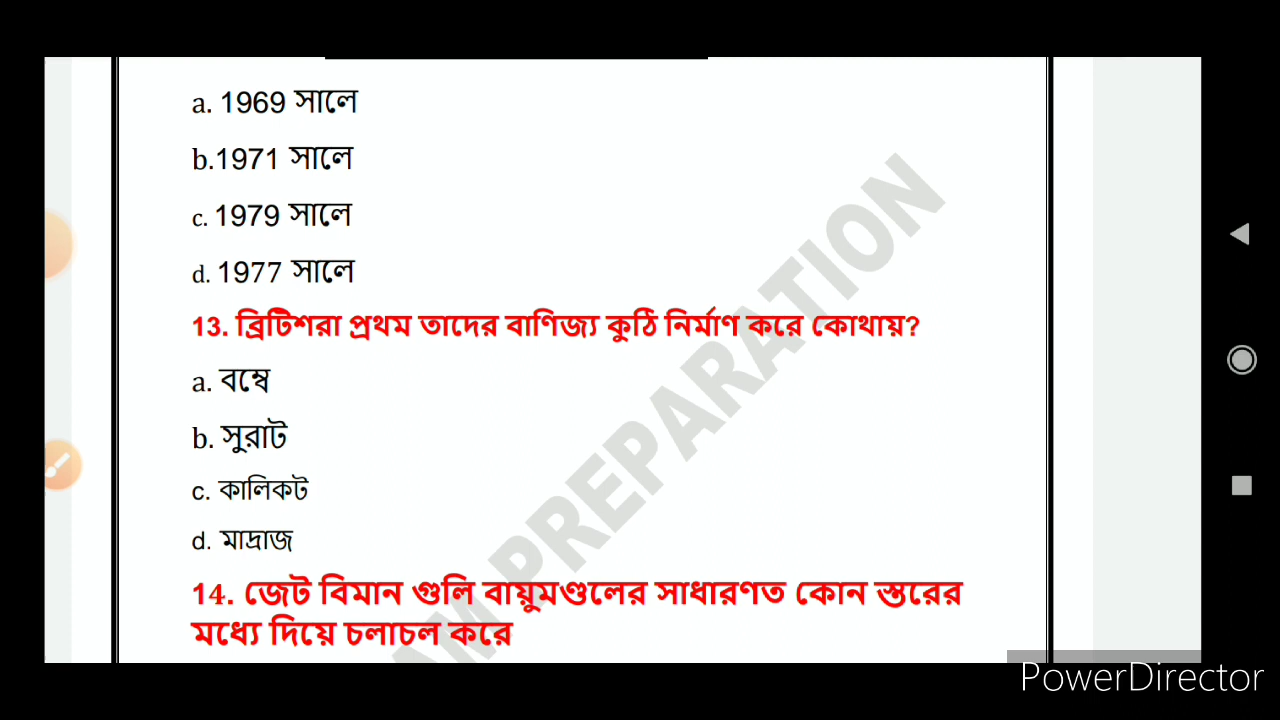 a. 1969 সালে
b.1971 সালে
c. 1979 সালে
d. 1977 সালে
13. ব্রিটিশরা প্রথম তাদের বাণিজ্য কুঠি নির্মাণ করে কোথায়?
a. বম্বে
b. সুরাট
c. কালিকট
d. মাদ্রাজ
14. জেট বিমান গুলি বায়ুমণ্ডলের সাধারণত কোন স্তরের
মধ্যে দিয়ে চলাচল করে
AM PREPARATION
PowerDirector